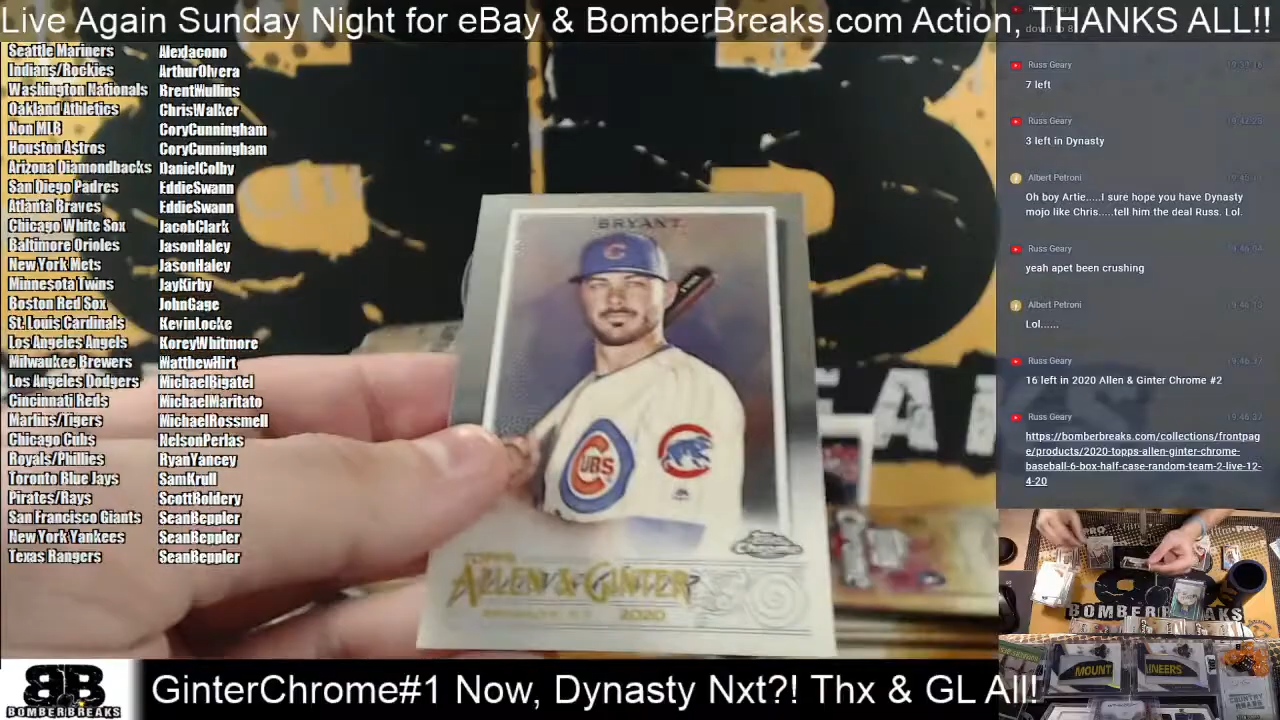 Live Again Sunday Night for eBay & BomberBreaks.com Action, THANKS ALL!!
Seattle Mariners AlexIacono
Indians/Rockies ArthurOlvera
Washington Nationals BrentMullins
Oakland Athletics ChrisWalker
Non MLB CoryCunningham
Houston Astros CoryCunningham
Arizona Diamondbacks DanielColby
San Diego Padres EddieSwann
Atlanta Braves EddieSwann
Chicago White Sox JacobClark
Baltimore Orioles JasonHaley
New York Mets JasonHaley
Minnesota Twins JayKirby
Boston Red Sox JohnGage
St. Louis Cardinals KevinLocke
Los Angeles Angels KoreyWhitmore
Milwaukee Brewers MatthewHirt
Los Angeles Dodgers MichaelBigatel
Cincinnati Reds MichaelMaritato
Marlins/Tigers MichaelRossmell
Chicago Cubs NelsonPerlas
Royals/Phillies RyanYancey
Toronto Blue Jays SamKrull
Pirates/Rays ScottBoldery
San Francisco Giants SeanBeppler
New York Yankees SeanBeppler
Texas Rangers SeanBeppler
BRYANT
C
CUBS
TOPPS
ALLEN & GINTER
2020
down to 8
Russ Geary
7 left
Russ Geary
3 left in Dynasty
Albert Petroni
Oh boy Artie.....I sure hope you have Dynasty
mojo like Chris....tell him the deal Russ. Lol.
Russ Geary
yeah apet been crushing
Albert Petroni
Lol......
Russ Geary
16 left in 2020 Allen & Ginter Chrome #2
Russ Geary
https://bomberbreaks.com/collections/frontpag
e/products/2020-topps-allen-ginter-chrome-
baseball-6-box-half-case-random-team-2-live-12-
4-20
BOMBERBREAKS
MOUNT AINEERS
BB
BOMBERBREAKS
GinterChrome#1 Now, Dynasty Nxt?! Thx & GL All!